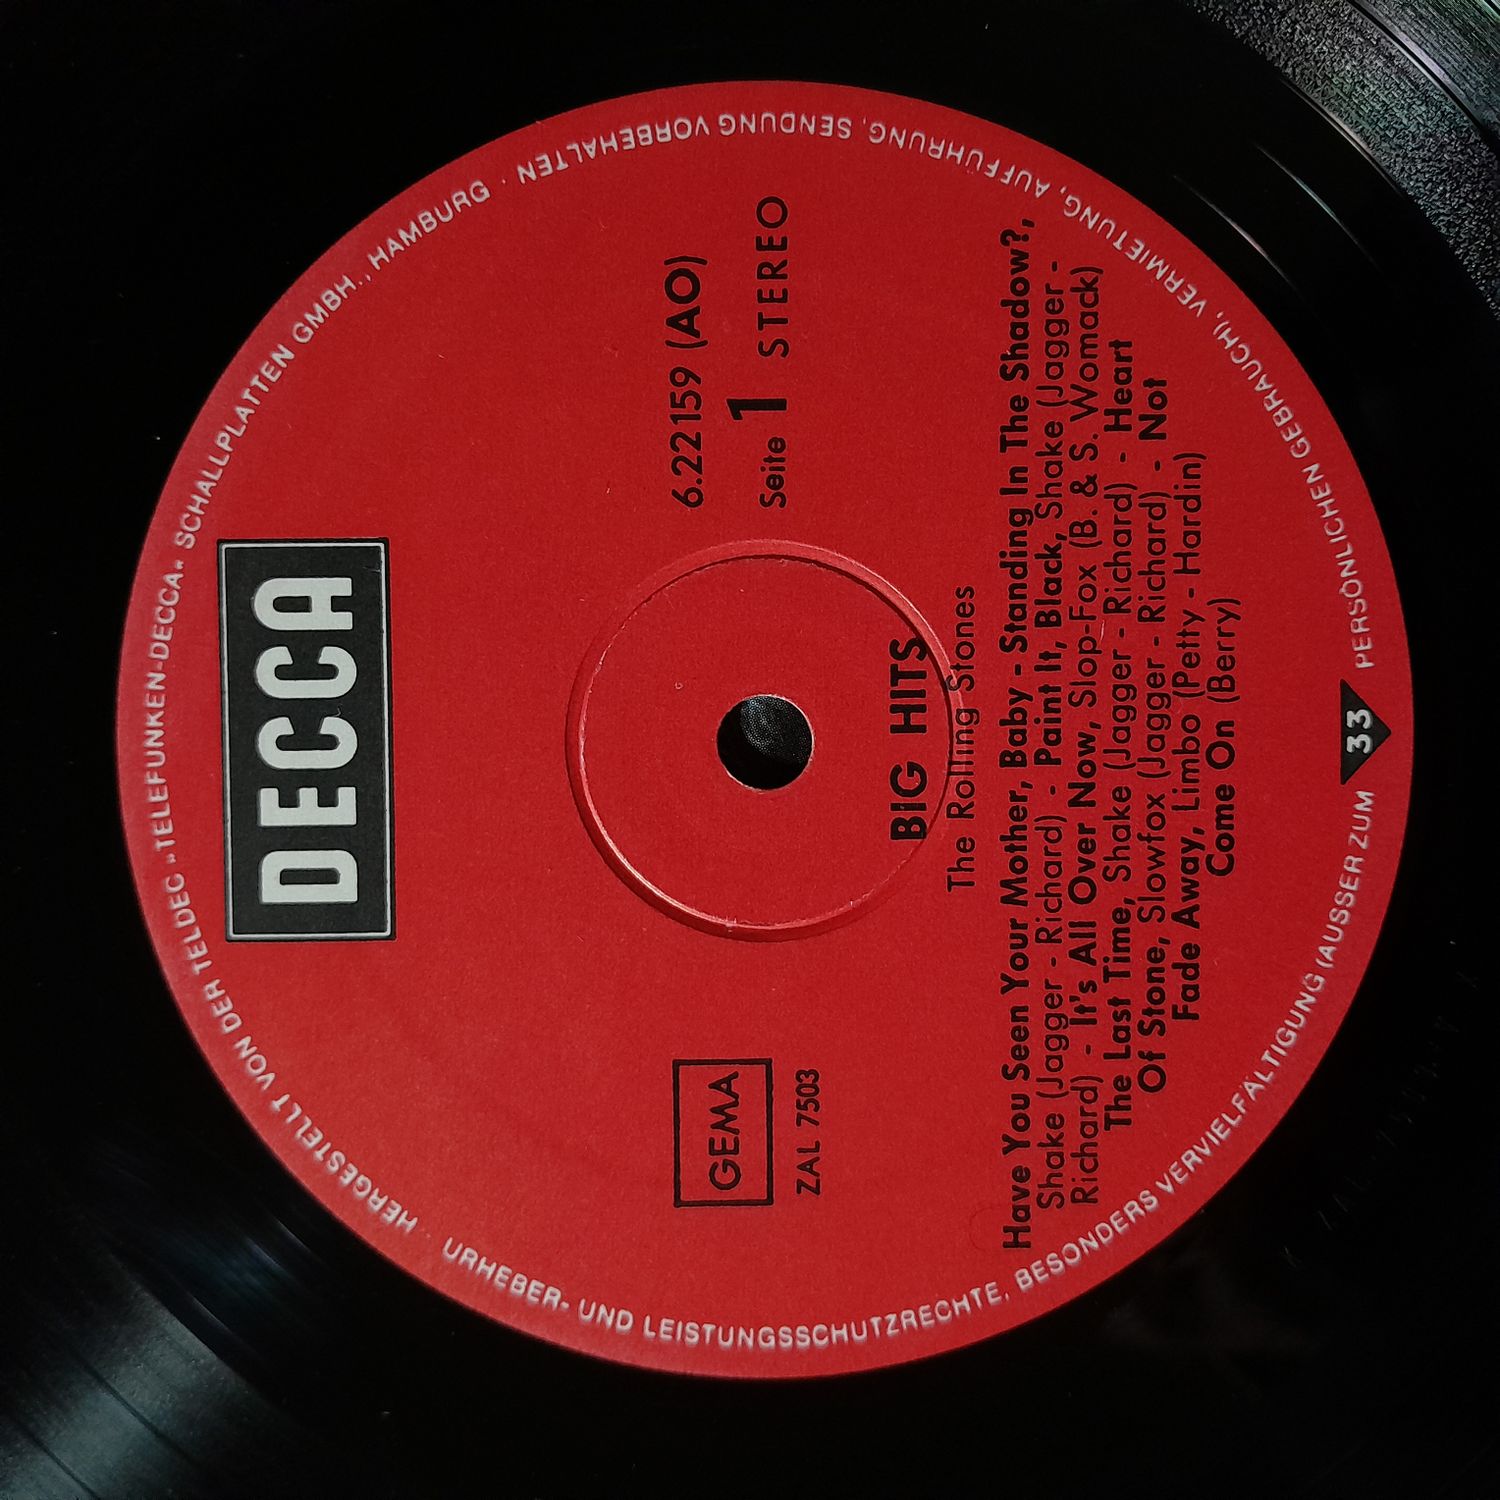 DECCA
6.22159 (AO)
Seite 1 STEREO
GEMA
ZAL 7503
BIG HITS
The Rolling Stones
Have You Seen Your Mother, Baby - Standing In The Shadow?,
Shake (Jagger - Richard) - Paint It, Black, Shake (Jagger -
Richard) - It's All Over Now, Slop-Fox (B. & S. Womack)
The Last Time, Shake (Jagger - Richard) - Heart
Of Stone, Slowfox (Jagger - Richard) - Not
Fade Away, Limbo (Petty - Hardin)
Come On (Berry)
33
HERGESTELLT VON DER TELDEC »TELEFUNKEN-DECCA« SCHALLPLATTEN GMBH., HAMBURG ·
URHEBER- UND LEISTUNGSSCHUTZRECHTE, BESONDERS VERVIELFÄLTIGUNG (AUSSER ZUM PERSÖNLICHEN GEBRAUCH), VERMIETUNG, AUFFÜHRUNG, SENDUNG VORBEHALTEN